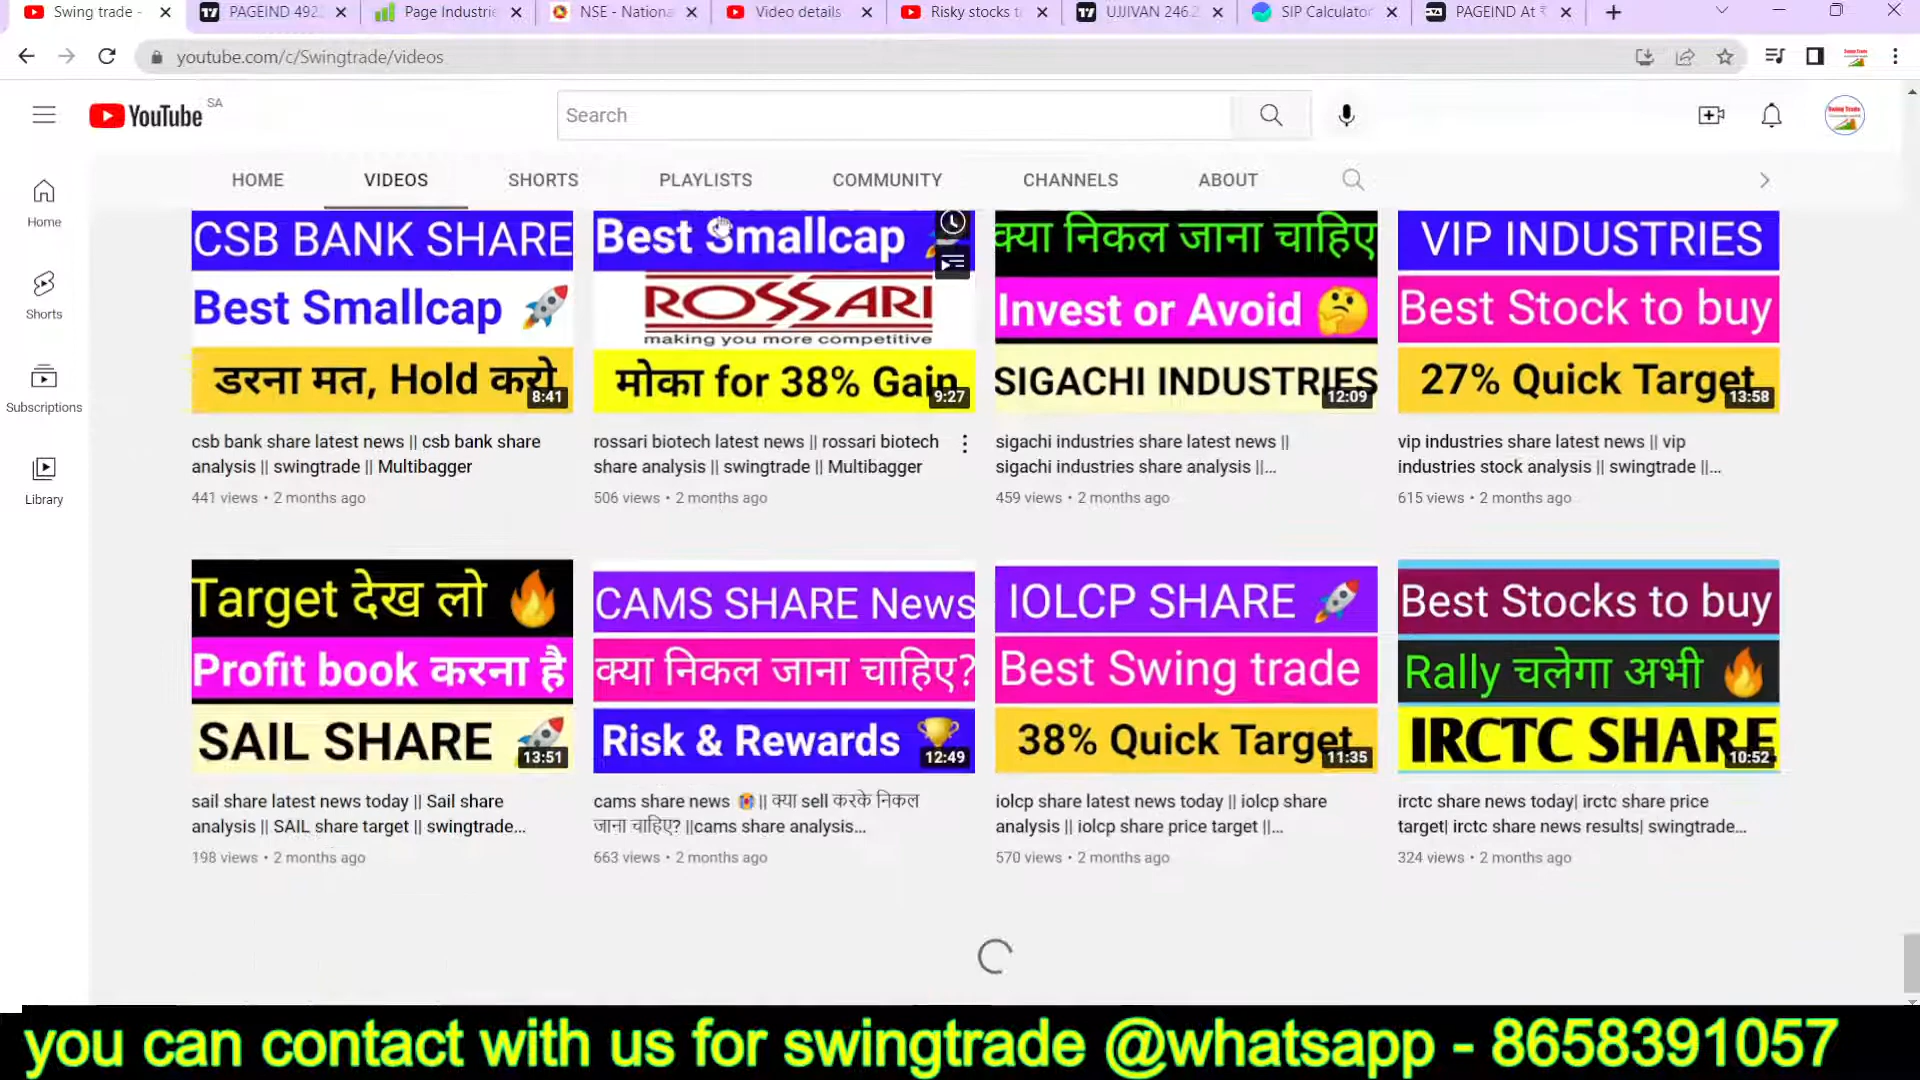 Swing trade -
PAGEIND 492
Page Industrie
NSE - Nationa
Video details
Risky stocks t
UJJIVAN 246.2
SIP Calculator
PAGEIND At ₹
youtube.com/c/Swingtrade/videos
YouTube SA
Search
HOME
VIDEOS
SHORTS
PLAYLISTS
COMMUNITY
CHANNELS
ABOUT
Home
Shorts
Subscriptions
Library
CSB BANK SHARE
Best Smallcap 🚀
डरना मत, Hold करो
8:41
csb bank share latest news || csb bank share
analysis || swingtrade || Multibagger
441 views • 2 months ago
Best Smallcap
ROSSARI
making you more competitive
मोका for 38% Gain
9:27
rossari biotech latest news || rossari biotech
share analysis || swingtrade || Multibagger
506 views • 2 months ago
क्या निकल जाना चाहिए
Invest or Avoid 🤔
SIGACHI INDUSTRIES
12:09
sigachi industries share latest news ||
sigachi industries share analysis ||...
459 views • 2 months ago
VIP INDUSTRIES
Best Stock to buy
27% Quick Target
13:58
vip industries share latest news || vip
industries stock analysis || swingtrade ||...
615 views • 2 months ago
Target देख लो 🔥
Profit book करना है
SAIL SHARE 🚀
13:51
sail share latest news today || Sail share
analysis || SAIL share target || swingtrade...
198 views • 2 months ago
CAMS SHARE News
क्या निकल जाना चाहिए?
Risk & Rewards 🏆
12:49
cams share news 😭 || क्या sell करके निकल
जाना चाहिए? ||cams share analysis...
663 views • 2 months ago
IOLCP SHARE 🚀
Best Swing trade
38% Quick Target
11:35
iolcp share latest news today || iolcp share
analysis || iolcp share price target ||...
570 views • 2 months ago
Best Stocks to buy
Rally चलेगा अभी 🔥
IRCTC SHARE
10:52
irctc share news today| irctc share price
target| irctc share news results| swingtrade...
324 views • 2 months ago
you can contact with us for swingtrade @whatsapp - 8658391057